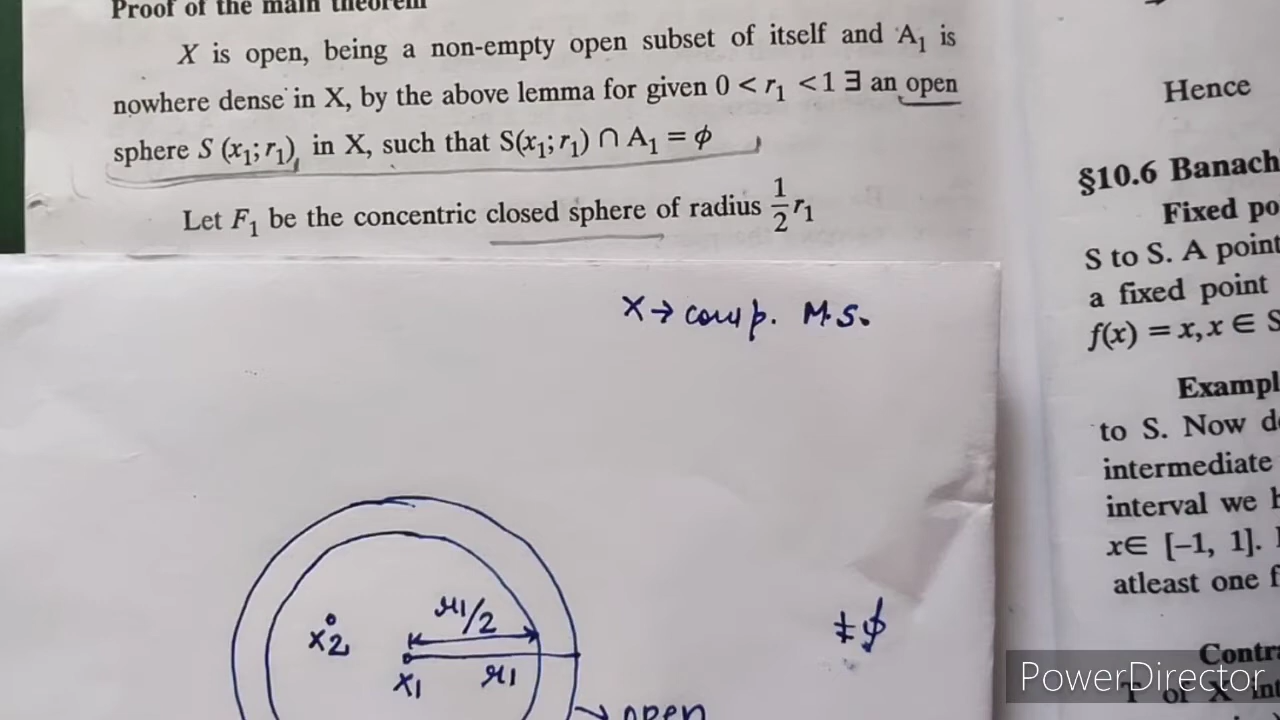 Proof of the main theorem
X is open, being a non-empty open subset of itself and A₁ is
nowhere dense in X, by the above lemma for given 0 < r₁ < 1 ∃ an open
sphere S (x₁; r₁) in X, such that S(x₁; r₁) ∩ A₁ = ϕ
Let F₁ be the concentric closed sphere of radius 1/2 r₁
X → comp. M.S.
r₁/2
x₂
x₁
r₁
≠ ϕ
→ open
Hence
§10.6 Banach
Fixed po
S to S. A point
a fixed point
f(x) = x, x ∈ S
Exampl
to S. Now d
intermediate
interval we
x∈ [–1, 1].
atleast one f
Contra
T of X int
PowerDirector